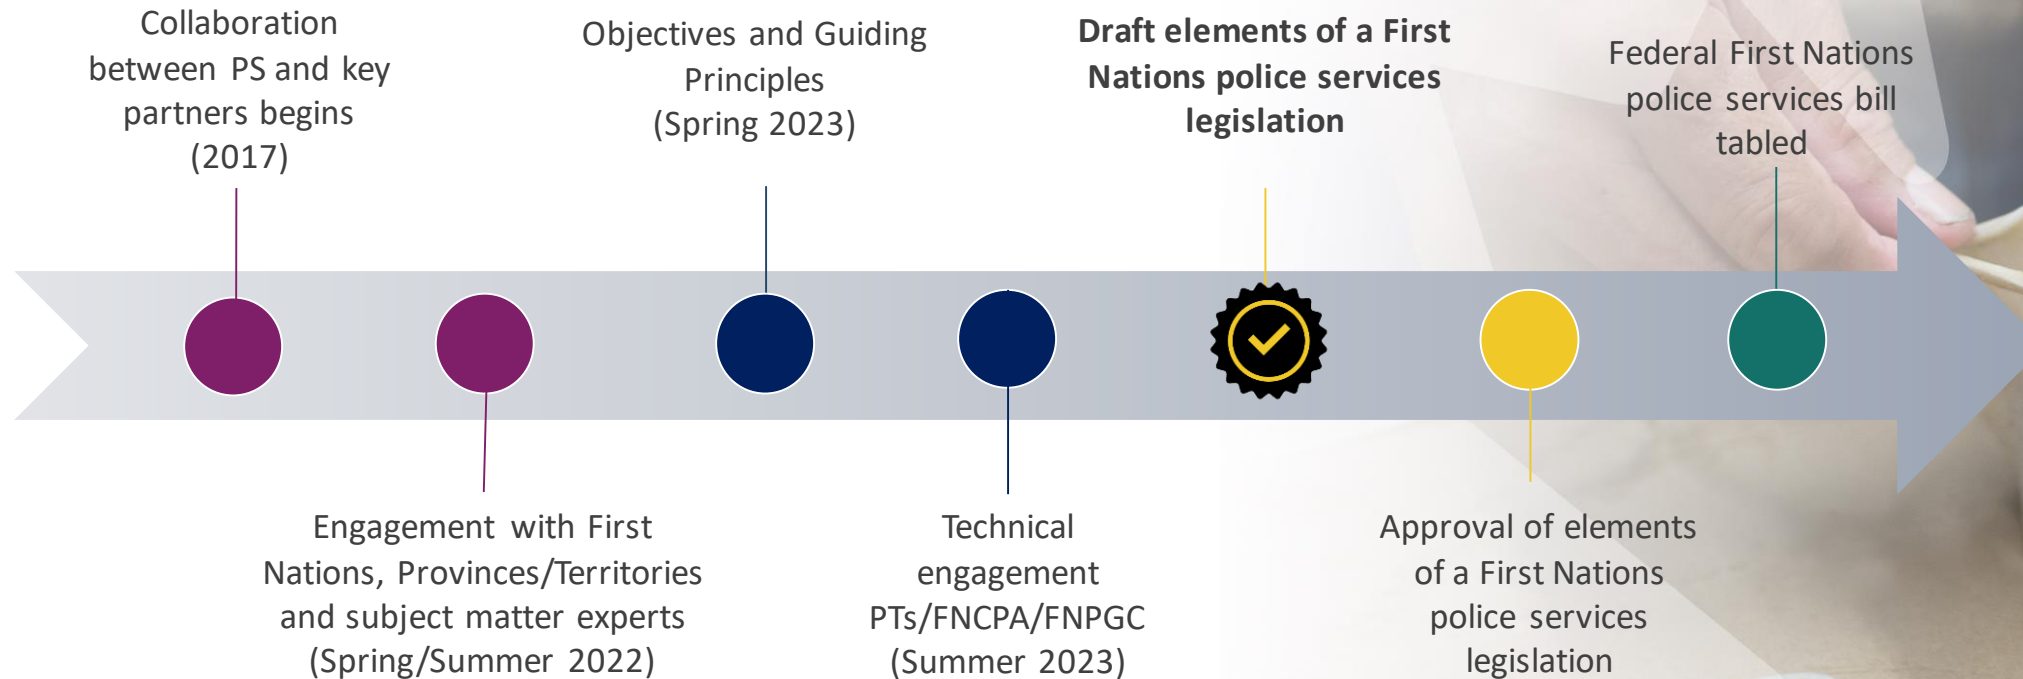 Collaboration
between PS and key
partners begins
(2017)
Engagement with First
Nations, Provinces/Territories
and subject matter experts
(Spring/Summer 2022)
Objectives and Guiding
Principles
(Spring 2023)
Technical
engagement
PTs/FNCPA/FNPGC
(Summer 2023)
Draft elements of a First
Nations police services
legislation
Approval of elements
of a First Nations
police services
legislation
Federal First Nations
police services bill
tabled